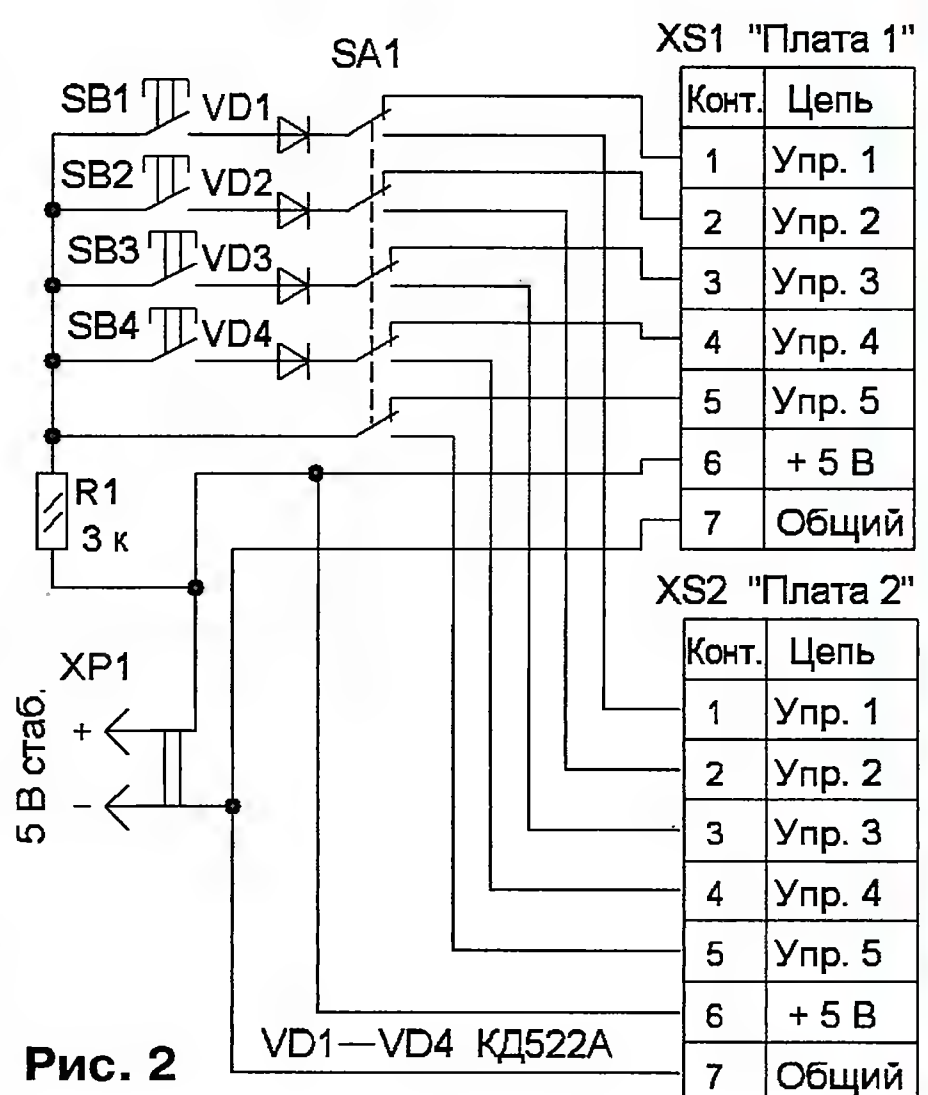 SA1
SB1 VD1
SB2 VD2
SB3 VD3
SB4 VD4
R1
3 к
XP1
+
–
5 В стаб.
XS1 "Плата 1"
Конт. Цепь
1 Упр. 1
2 Упр. 2
3 Упр. 3
4 Упр. 4
5 Упр. 5
6 + 5 В
7 Общий
XS2 "Плата 2"
Конт. Цепь
1 Упр. 1
2 Упр. 2
3 Упр. 3
4 Упр. 4
5 Упр. 5
6 + 5 В
7 Общий
VD1—VD4 КД522А
Рис. 2